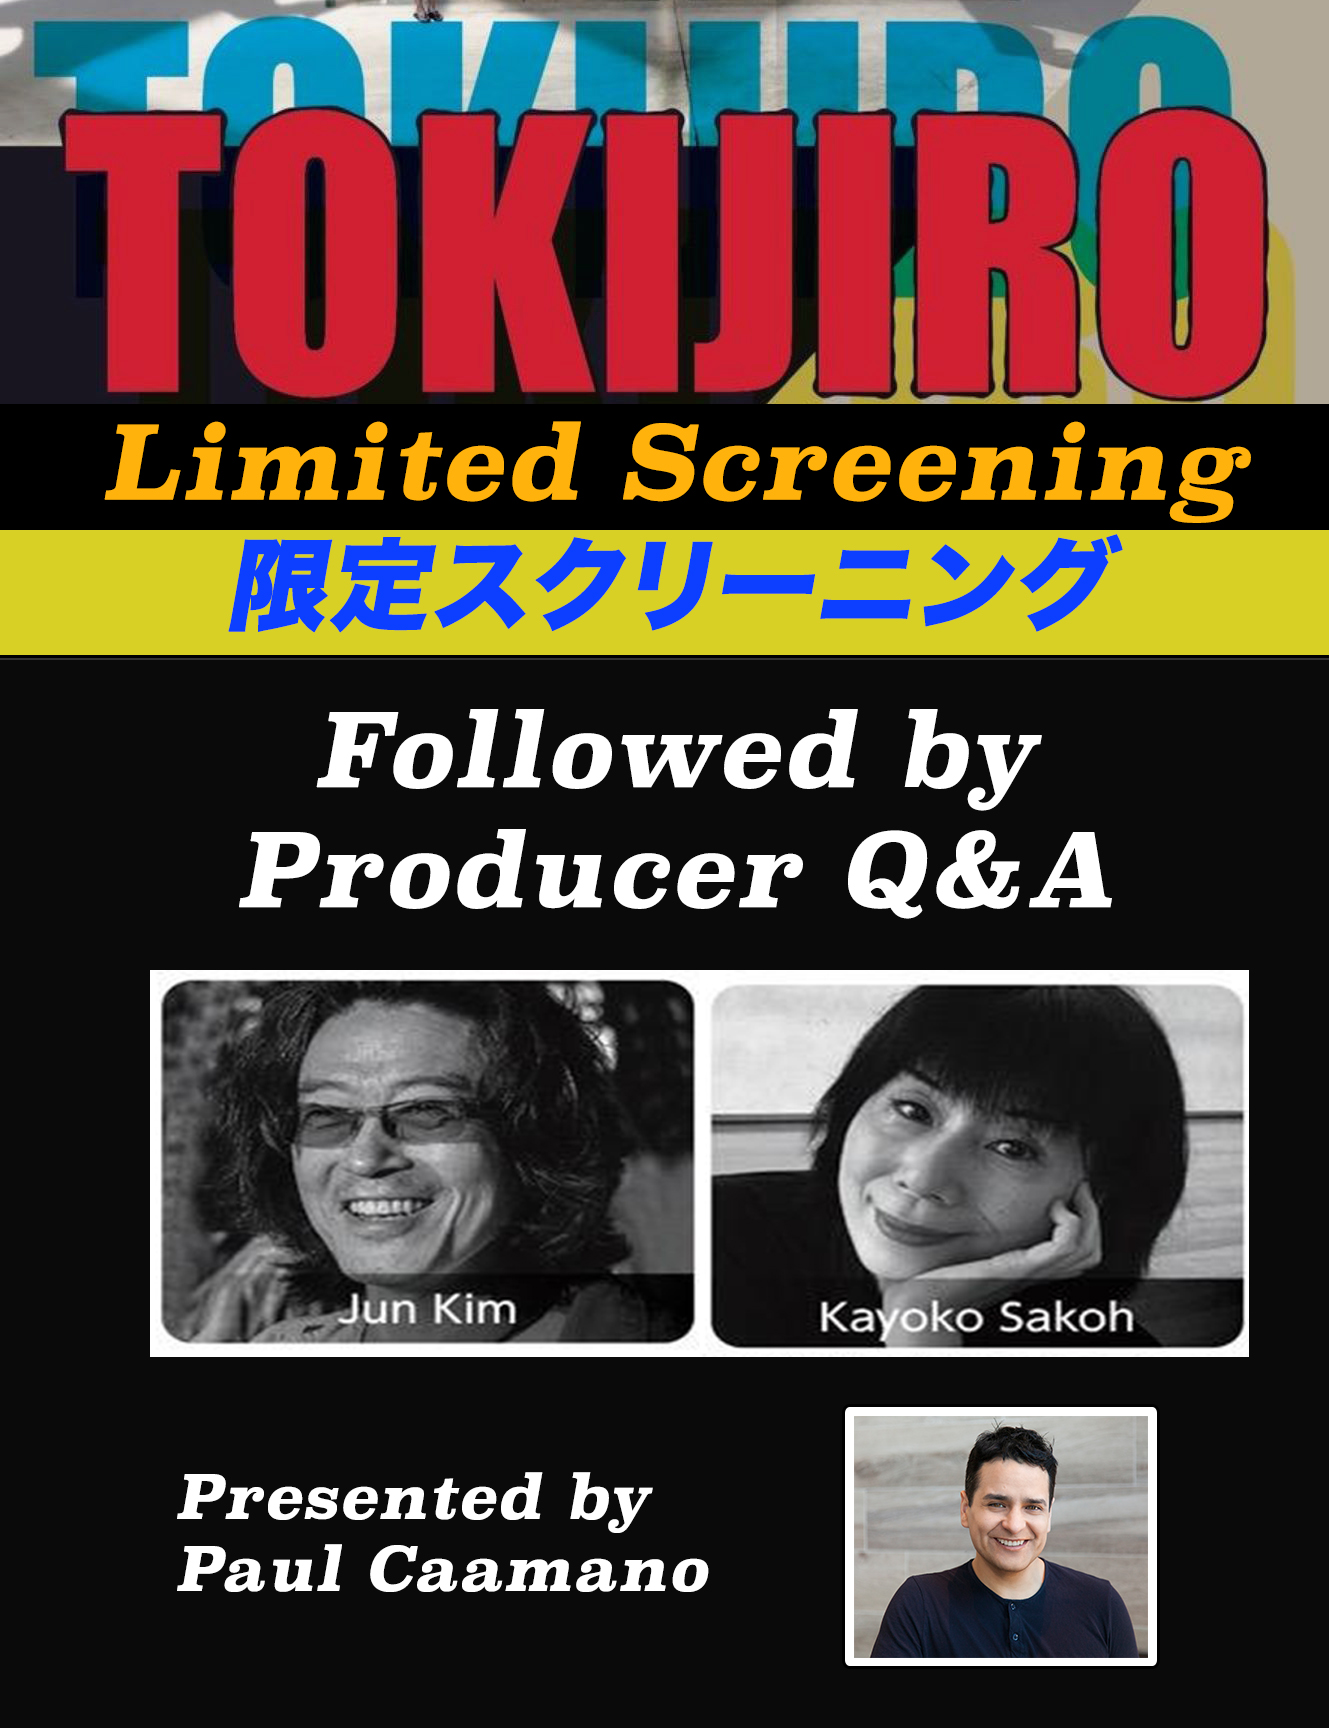 TOKIJIRO
TOKIJIRO
Limited Screening
限定スクリーニング
Followed by
Producer Q&A
Jun Kim
Kayoko Sakoh
Presented by
Paul Caamano